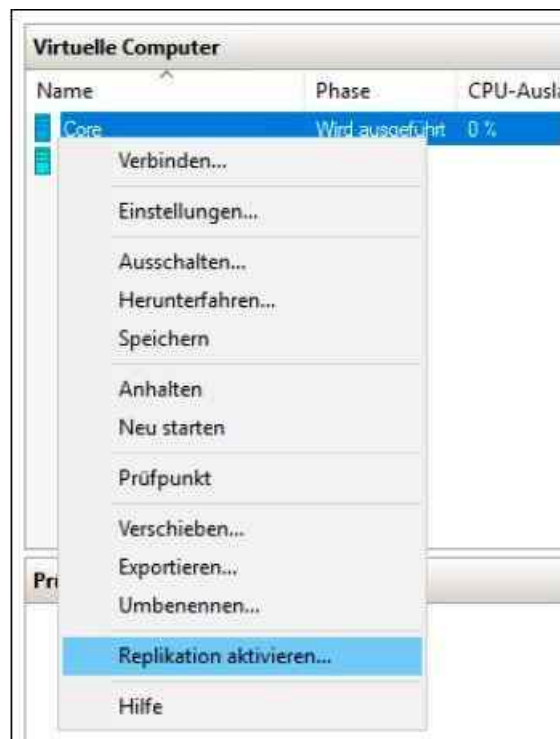 Virtuelle Computer
Name Phase CPU-Ausla
Core Wird ausgeführt 0 %
Verbinden...
Einstellungen...
Ausschalten...
Herunterfahren...
Speichern
Anhalten
Neu starten
Prüfpunkt
Verschieben...
Exportieren...
Prü
Umbenennen...
Replikation aktivieren...
Hilfe